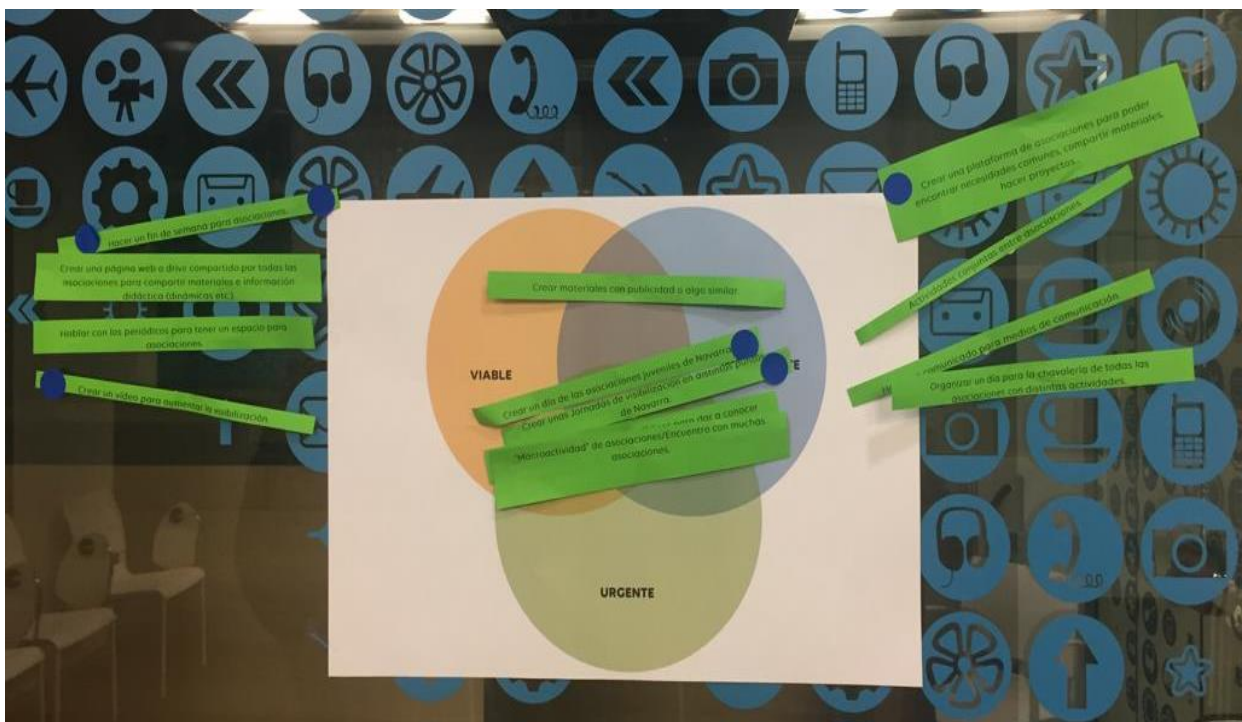 Hacer un fin de semana para asociaciones.
Crear una página web o drive compartido por todas las
asociaciones para compartir materiales e información
didáctica (dinámicas etc).
Hablar con los periódicos para tener un espacio para
asociaciones.
Crear un vídeo para aumentar la visibilización
Crear materiales con publicidad o algo similar.
VIABLE
Crear un día de las asociaciones juveniles de Navarra
Crear unas Jornadas de visibilización en distintos puntos
de Navarra.
para dar a conocer
"Macroactividad" de asociaciones/Encuentro con muchas
asociaciones.
URGENTE
Crear una plataforma de asociaciones para poder
encontrar necesidades comunes, compartir materiales,
hacer proyectos...
Actividades conjuntas entre asociaciones.
comunicado para medios de comunicación.
Organizar un día para la chavalería de todas las
asociaciones con distintas actividades.